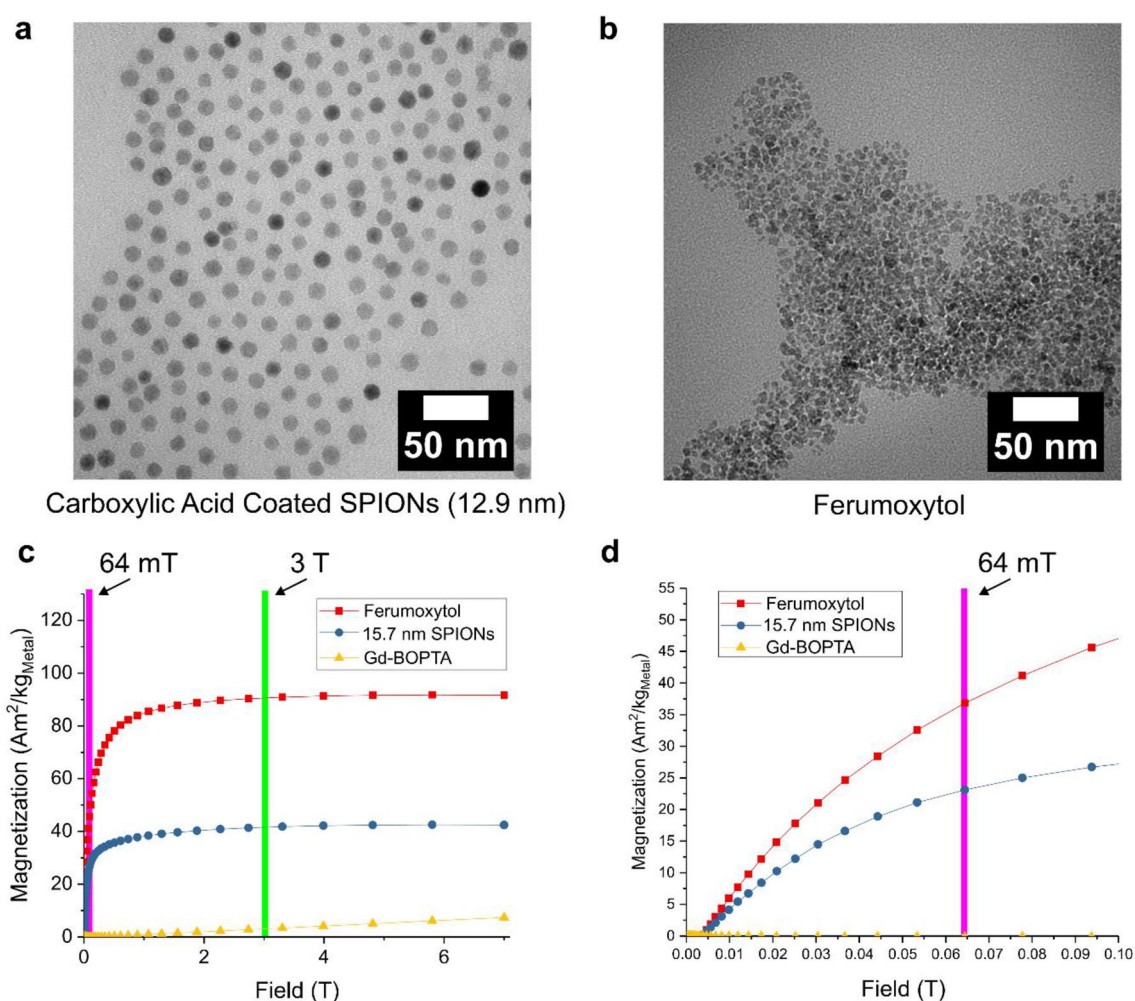 a
50 nm
Carboxylic Acid Coated SPIONs (12.9 nm)
b
50 nm
Ferumoxytol
c
64 mT
3 T
Ferumoxytol
15.7 nm SPIONs
Gd-BOPTA
Magnetization (Am²/kg_Metal)
120
100
80
60
40
20
0
0
2
4
6
Field (T)
d
64 mT
Ferumoxytol
15.7 nm SPIONs
Gd-BOPTA
Magnetization (Am²/kg_Metal)
55
50
45
40
35
30
25
20
15
10
5
0
0.00 0.01 0.02 0.03 0.04 0.05 0.06 0.07 0.08 0.09 0.10
Field (T)